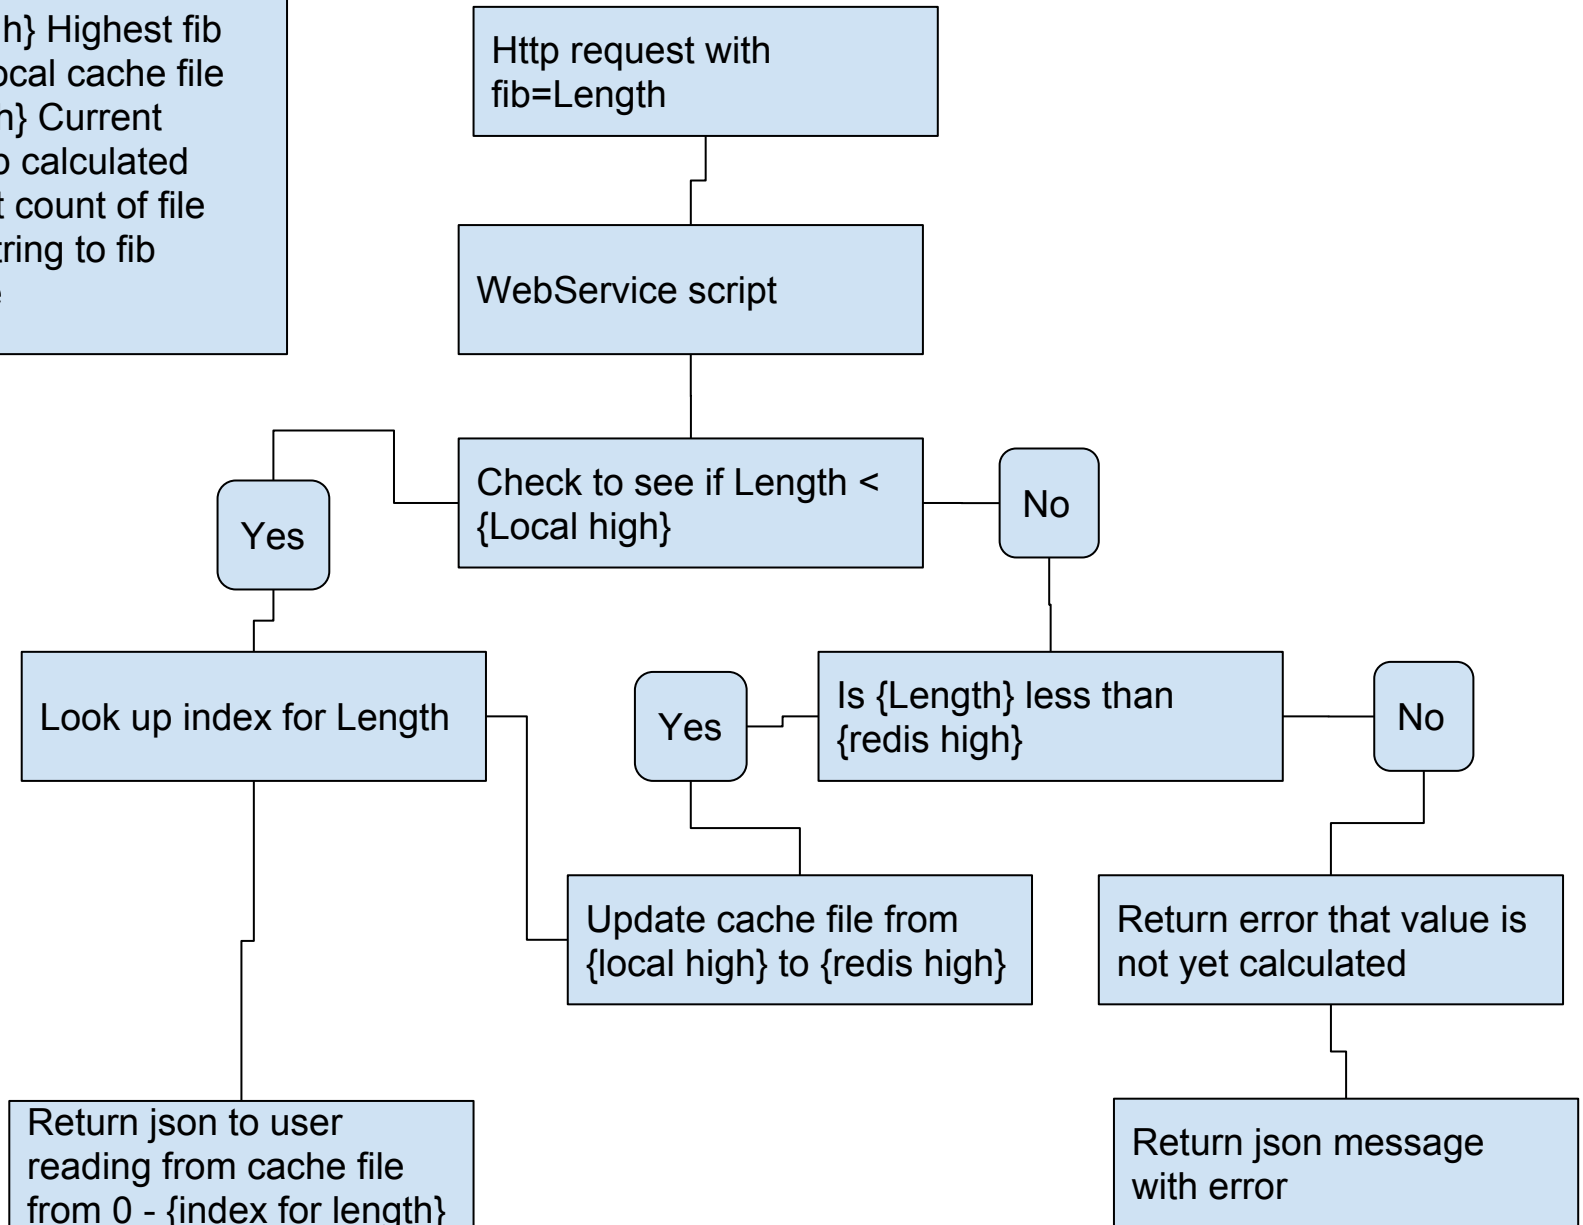 h} Highest fib
ocal cache file
h} Current
o calculated
t count of file
tring to fib
Http request with
fib=Length
WebService script
Check to see if Length <
{Local high}
Yes
No
Look up index for Length
Yes
Is {Length} less than
{redis high}
No
Update cache file from
{local high} to {redis high}
Return error that value is
not yet calculated
Return json to user
reading from cache file
from 0 - {index for length}
Return json message
with error